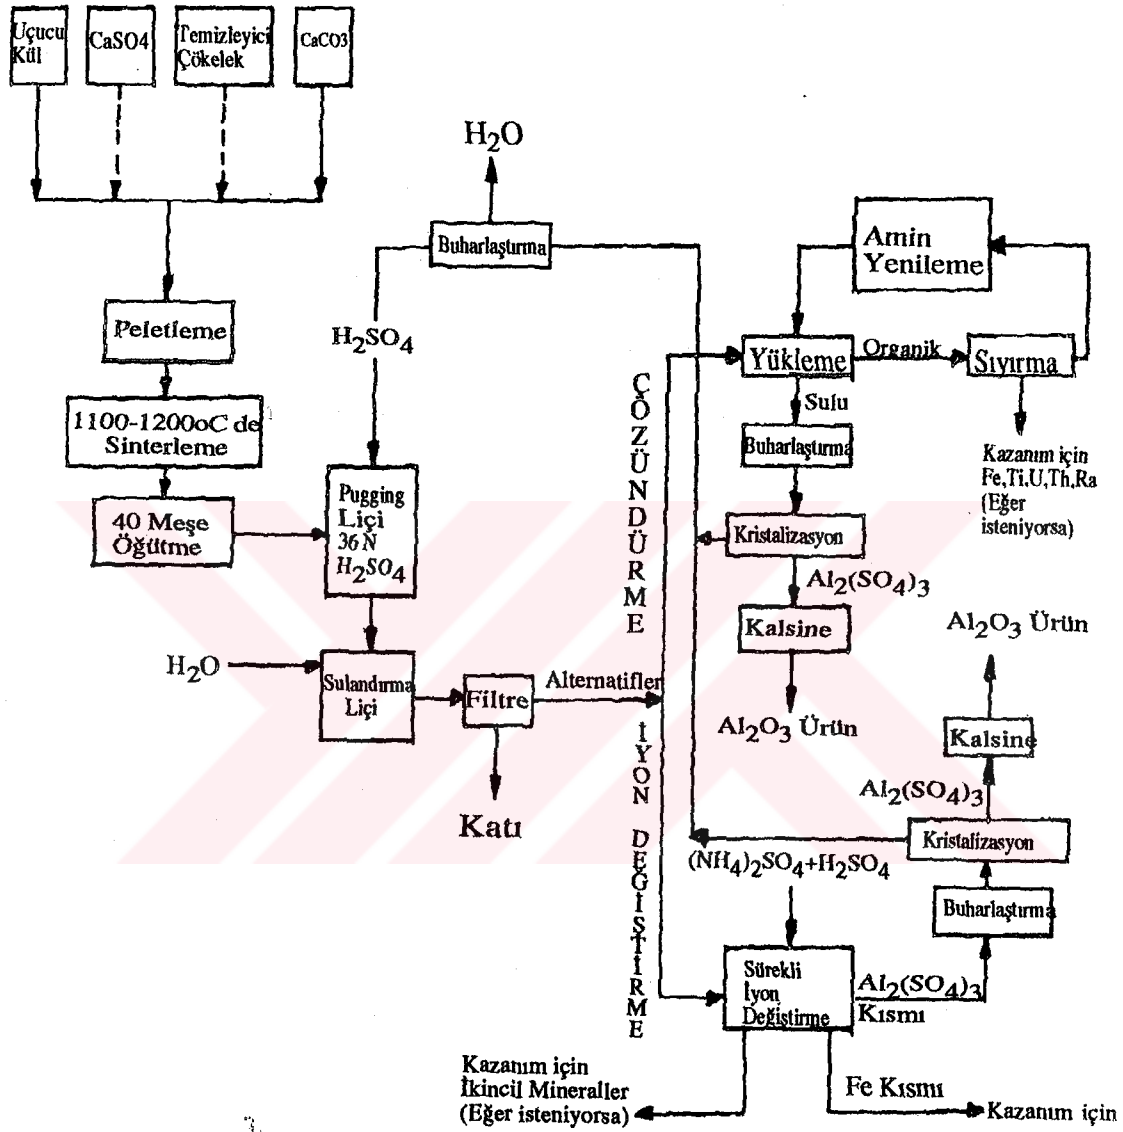 Uçucu
Kül
CaSO4
Temizleyici
Çökelek
CaCO3
H2O
Buharlaştırma
Amin
Yenileme
Peletleme
H2SO4
Yükleme
Organik
Sıyırma
Sulu
1100-1200oC de
Sinterleme
Buharlaştırma
Kazanım için
Fe,Ti,U,Th,Ra
(Eğer
isteniyorsa)
Pugging
Liçi
36N
H2SO4
40 Meşe
Öğütme
Kristalizasyon
ÇÖZÜNDÜRME
Al2(SO4)3
Kalsine
Al2O3 Ürün
Al2O3 Ürün
H2O
Sulandırma
Liçi
Filtre
Alternatifler
Katı
İYON DEĞİŞTİRME
Kalsine
Al2(SO4)3
Kristalizasyon
(NH4)2SO4+H2SO4
Buharlaştırma
Sürekli
İyon
Değiştirme
Al2(SO4)3
Kısmı
Kazanım için
İkincil Mineraller
(Eğer isteniyorsa)
Fe Kısmı
Kazanım için